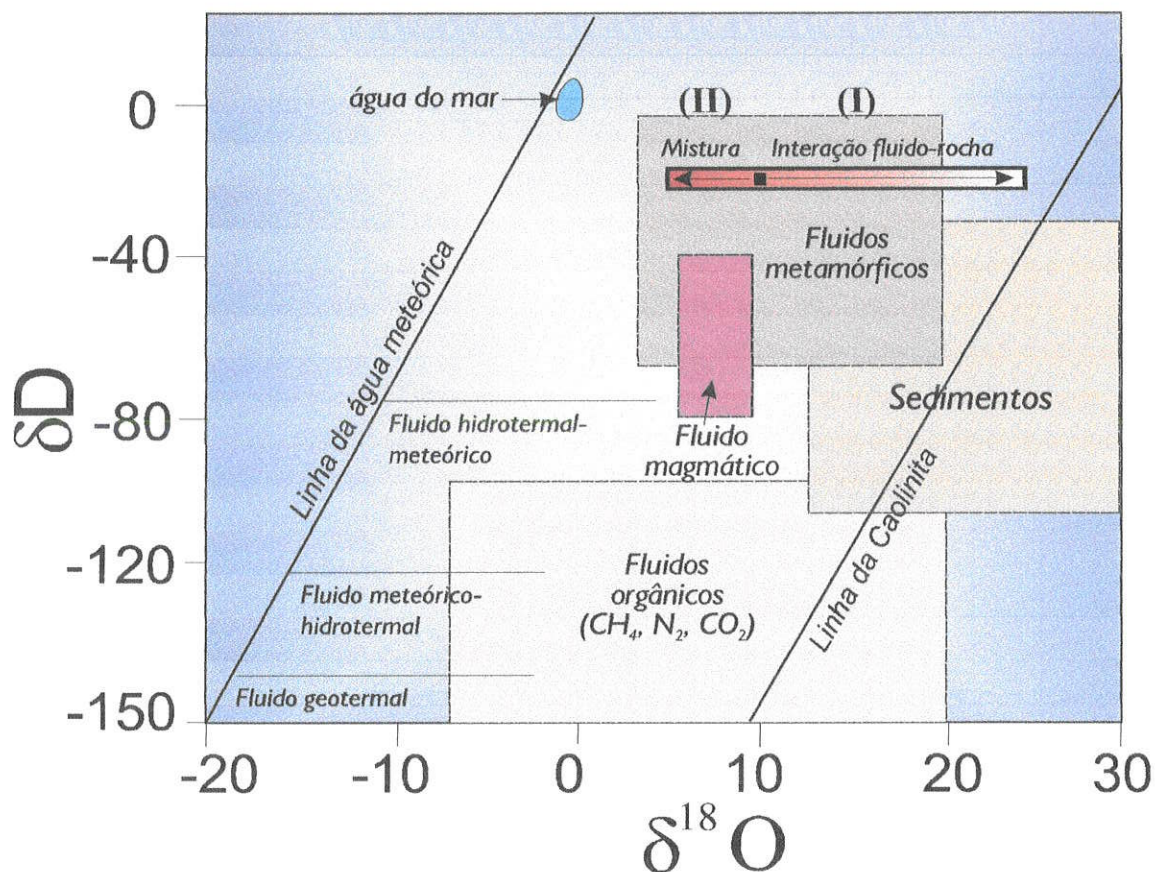 (II)
(I)
água do mar
0
Mistura
Interação fluido-rocha
Fluidos
metamórficos
-40
Linha da água meteórica
δD
Sedimentos
-80
Fluido hidrotermal-
meteórico
Fluido
magmático
Linha da Caolinita
-120
Fluido meteórico-
hidrotermal
Fluidos
orgânicos
(CH₄, N₂, CO₂)
Fluido geotermal
-150
-20
-10
0
10
20
30
δ¹⁸O